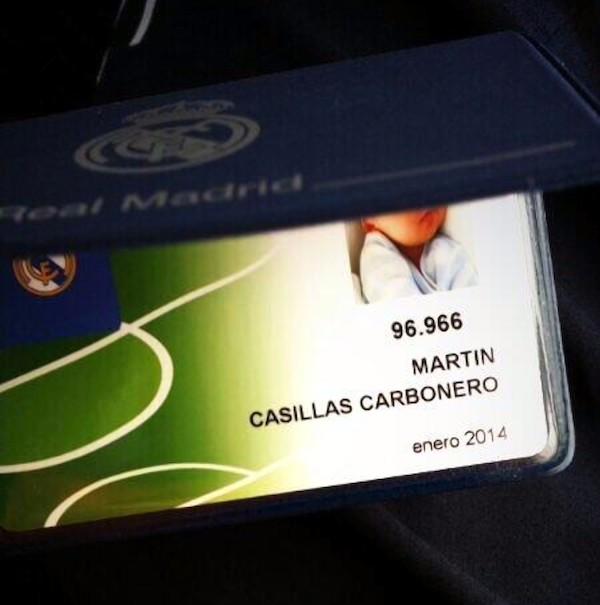 Real Madrid
96.966
MARTIN
CASILLAS CARBONERO
enero 2014